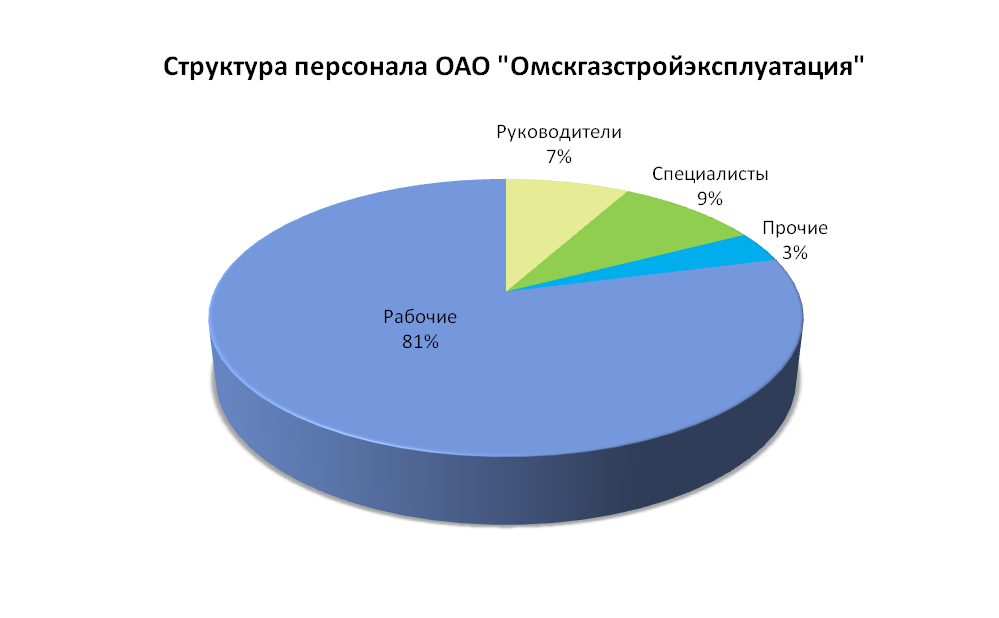 Структура персонала ОАО "Омскгазстройэксплуатация"
Руководители
7%
Специалисты
9%
Прочие
3%
Рабочие
81%